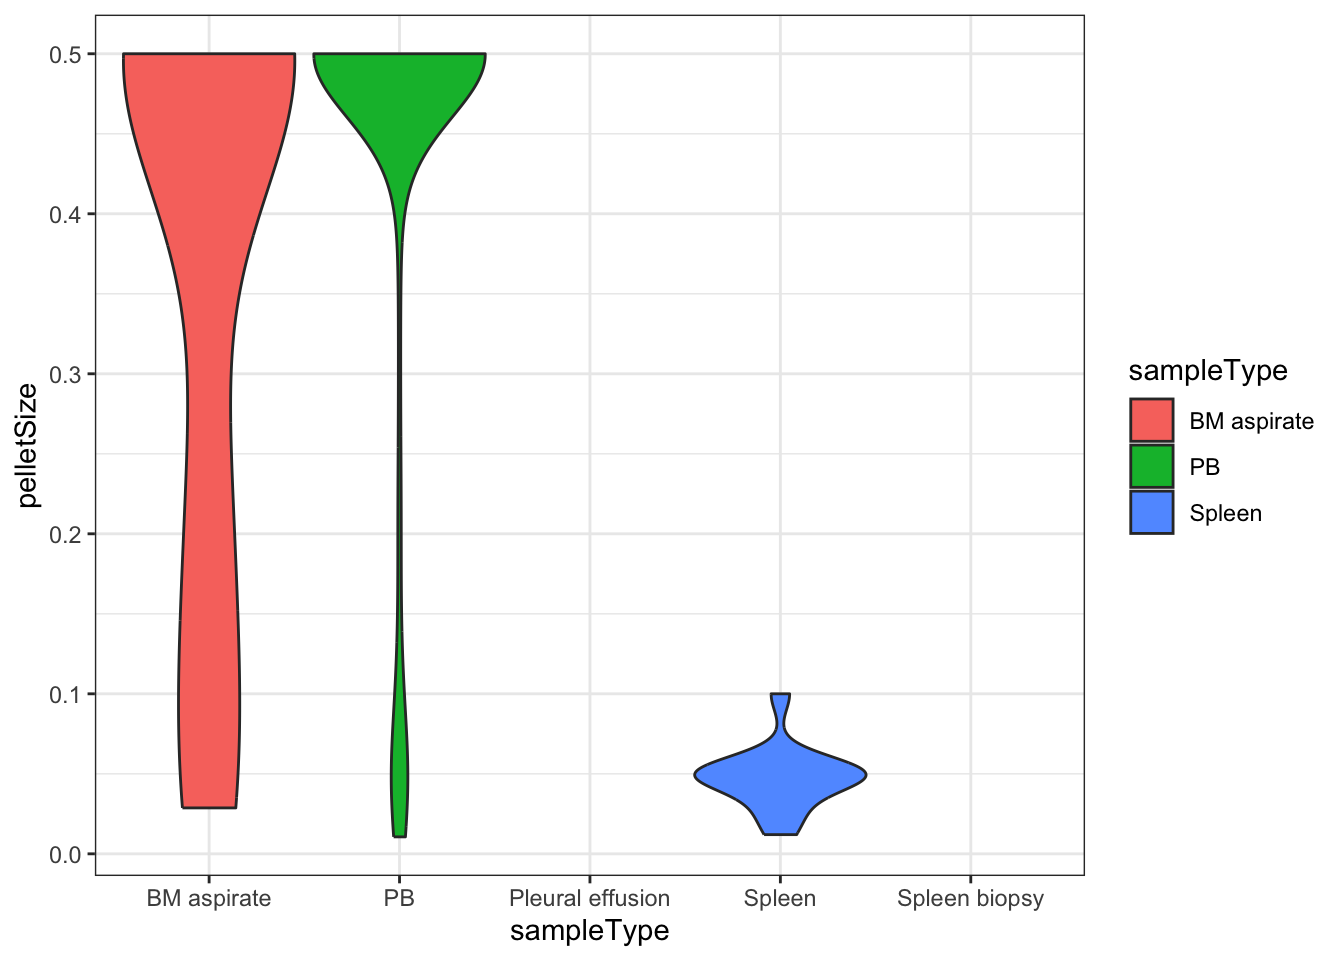 0.5
0.4
0.3
0.2
0.1
0.0
pelletSize
BM aspirate
PB
Pleural effusion
Spleen
Spleen biopsy
sampleType
sampleType
BM aspirate
PB
Spleen